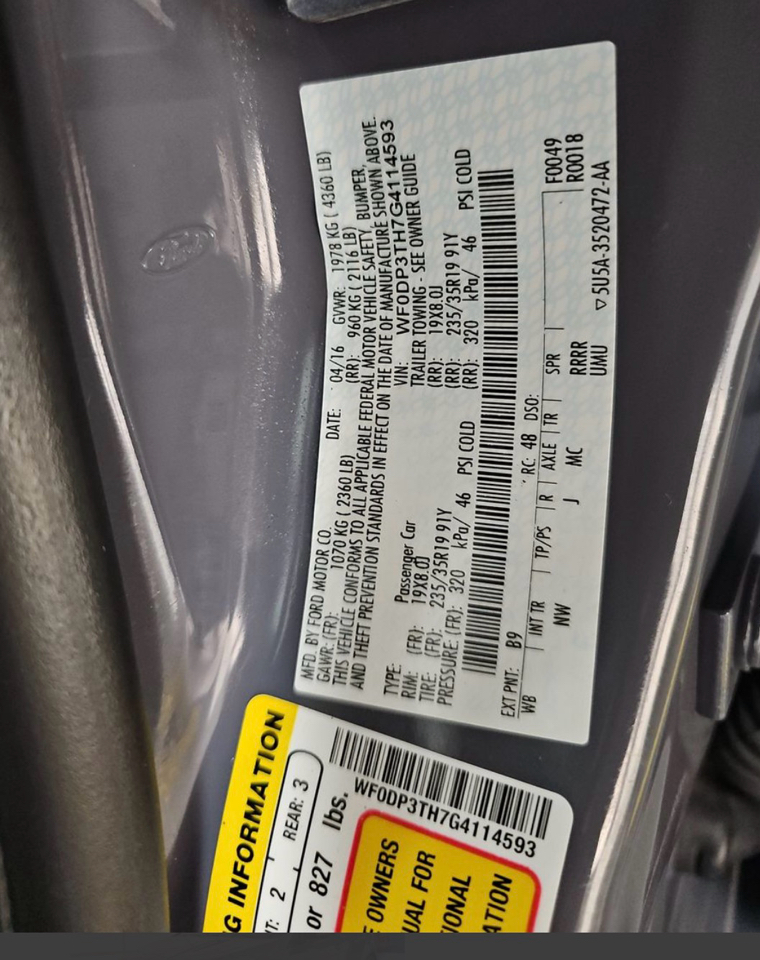 Ford
MFD. BY FORD MOTOR CO. DATE: 04/16 GVWR: 1978 KG ( 4360 LB)
GAWR: (FR): 1070 KG ( 2360 LB) (RR): 960 KG ( 2116 LB)
THIS VEHICLE CONFORMS TO ALL APPLICABLE FEDERAL MOTOR VEHICLE SAFETY, BUMPER,
AND THEFT PREVENTION STANDARDS IN EFFECT ON THE DATE OF MANUFACTURE SHOWN ABOVE.
VIN: WF0DP3TH7G4114593
TYPE: Passenger Car TRAILER TOWING - SEE OWNER GUIDE
RIM: (FR): 19X8.0J (RR): 19X8.0J
TIRE: (FR): 235/35R19 91Y (RR): 235/35R19 91Y
PRESSURE: (FR): 320 kPa/ 46 PSI COLD (RR): 320 kPa/ 46 PSI COLD
EXT PNT: B9 RC: 48 DSO: F0049
WB INT TR TP/PS R AXLE TR SPR R0018
NW J MC RRRR
UMU ▽5U5A-3520472-AA
G INFORMATION
T: 2 REAR: 3
or 827 lbs.
WF0DP3TH7G4114593
E OWNERS
UAL FOR
IONAL
ATION